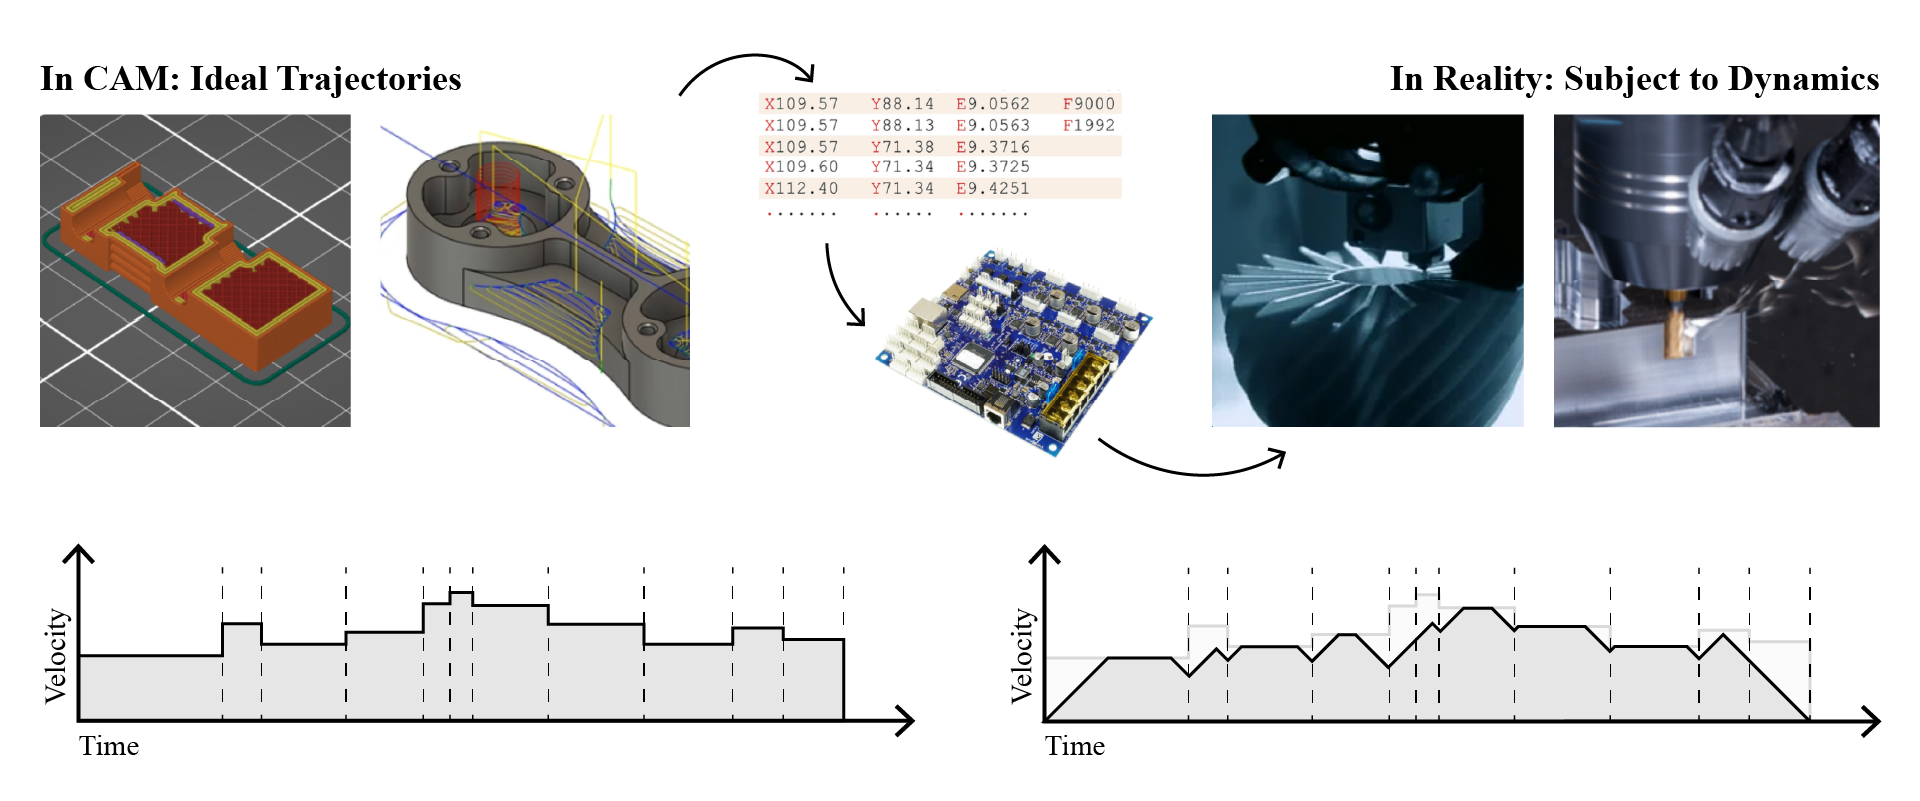 In CAM: Ideal Trajectories
In Reality: Subject to Dynamics
X109.57 Y88.14 E9.0562 F9000
X109.57 Y88.13 E9.0563 F1992
X109.57 Y71.38 E9.3716
X109.60 Y71.34 E9.3725
X112.40 Y71.34 E9.4251
....... ...... .......
Velocity
Time
Velocity
Time